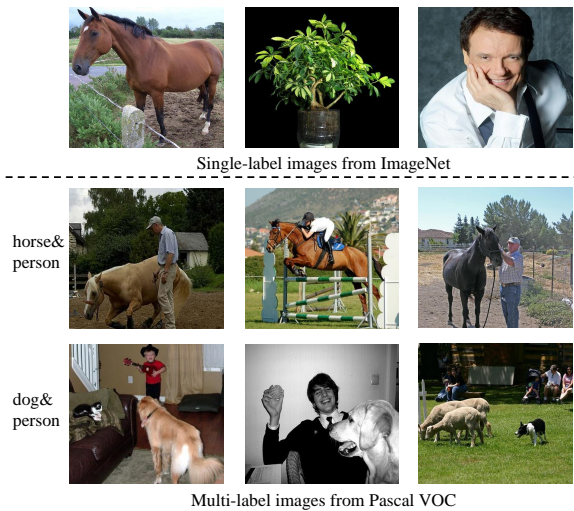 Single-label images from ImageNet
horse&
person
dog&
person
Multi-label images from Pascal VOC